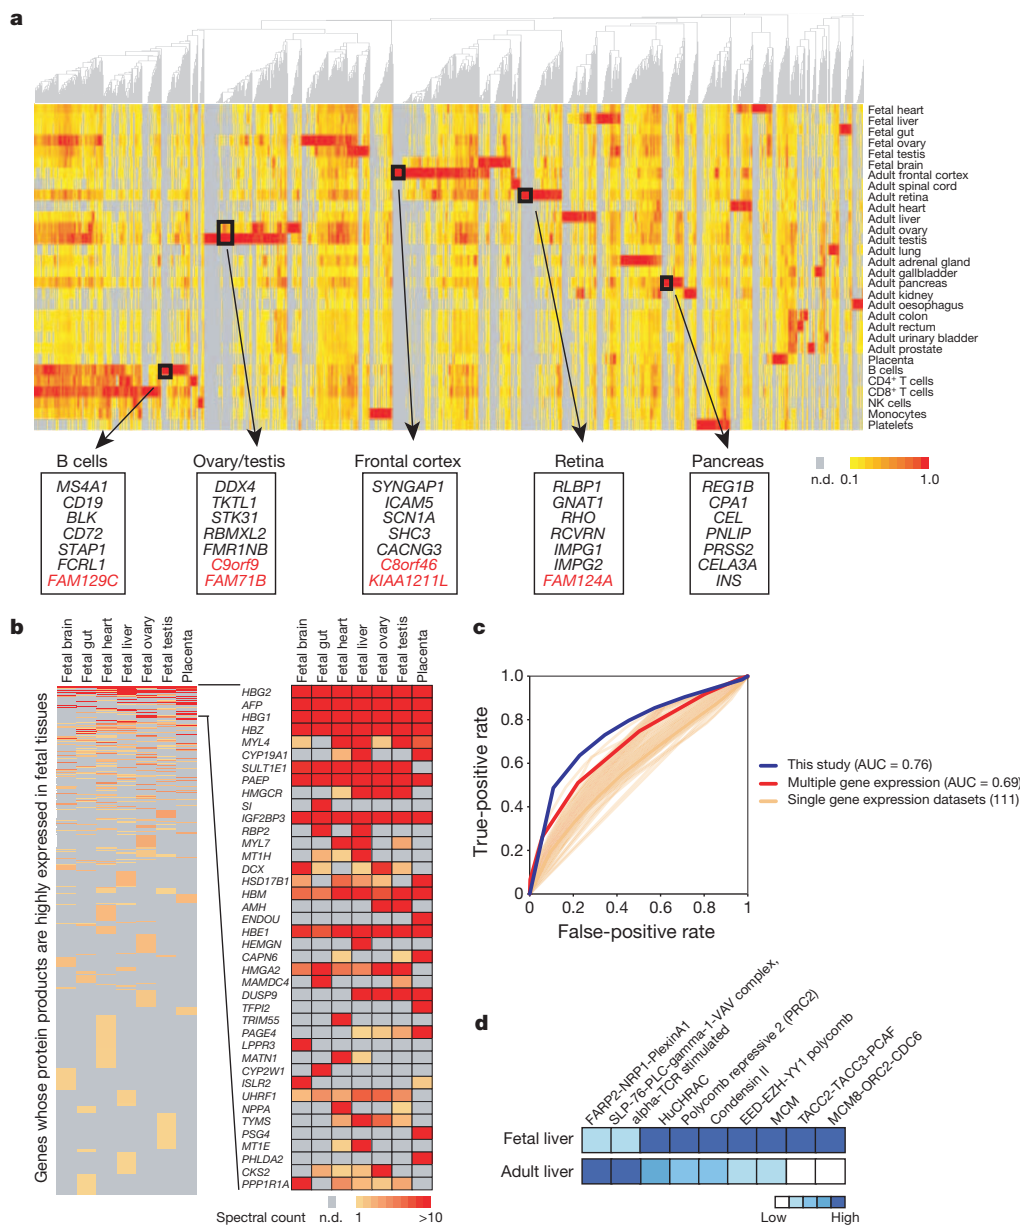 a
Fetal heart
Fetal liver
Fetal gut
Fetal ovary
Fetal testis
Fetal brain
Adult frontal cortex
Adult spinal cord
Adult retina
Adult heart
Adult liver
Adult ovary
Adult testis
Adult lung
Adult adrenal gland
Adult gallbladder
Adult pancreas
Adult kidney
Adult oesophagus
Adult colon
Adult rectum
Adult urinary bladder
Adult prostate
Placenta
B cells
CD4⁺ T cells
CD8⁺ T cells
NK cells
Monocytes
Platelets
n.d. 0.1 1.0
B cells
MS4A1
CD19
BLK
CD72
STAP1
FCRL1
FAM129C
Ovary/testis
DDX4
TKTL1
STK31
RBMXL2
FMR1NB
C9orf9
FAM71B
Frontal cortex
SYNGAP1
ICAM5
SCN1A
SHC3
CACNG3
C8orf46
KIAA1211L
Retina
RLBP1
GNAT1
RHO
RCVRN
IMPG1
IMPG2
FAM124A
Pancreas
REG1B
CPA1
CEL
PNLIP
PRSS2
CELA3A
INS
b
Genes whose protein products are highly expressed in fetal tissues
Fetal brain
Fetal gut
Fetal heart
Fetal liver
Fetal ovary
Fetal testis
Placenta
Fetal brain
Fetal gut
Fetal heart
Fetal liver
Fetal ovary
Fetal testis
Placenta
HBG2
AFP
HBG1
HBZ
MYL4
CYP19A1
SULT1E1
PAEP
HMGCR
SI
IGF2BP3
RBP2
MYL7
MT1H
DCX
HSD17B1
HBM
AMH
ENDOU
HBE1
HEMGN
CAPN6
HMGA2
MAMDC4
DUSP9
TFPI2
TRIM55
PAGE4
LPPR3
MATN1
CYP2W1
ISLR2
UHRF1
NPPA
TYMS
PSG4
MT1E
PHLDA2
CKS2
PPP1R1A
Spectral count n.d. 1 >10
c
True-positive rate
1.0
0.8
0.6
0.4
0.2
0
0 0.2 0.4 0.6 0.8 1
False-positive rate
This study (AUC = 0.76)
Multiple gene expression (AUC = 0.69)
Single gene expression datasets (111)
d
FARP2-NRP1-PlexinA1
SLP-76-PLC-gamma-1-VAV complex,
alpha-TCR stimulated
HuCHRAC
Polycomb repressive 2 (PRC2)
Condensin II
EED-EZH-YY1 polycomb
MCM
TACC2-TACC3-PCAF
MCM8-ORC2-CDC6
Fetal liver
Adult liver
Low High